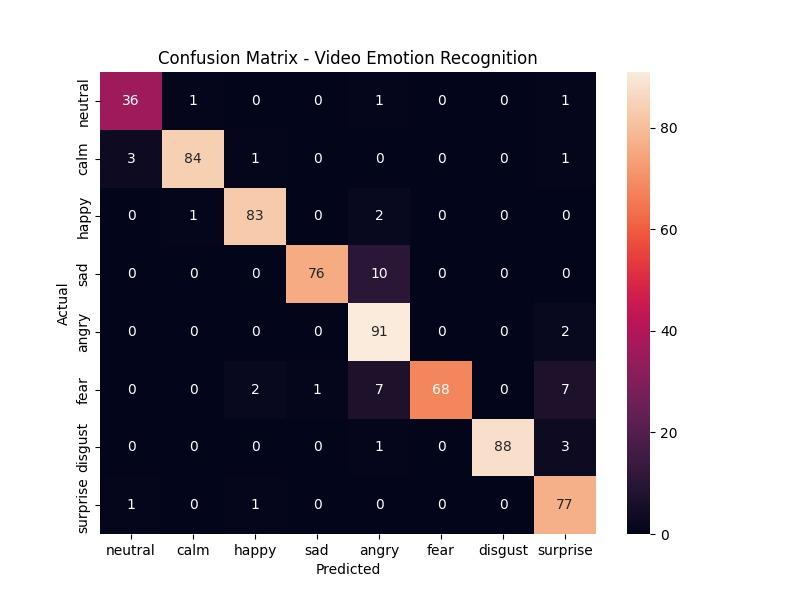 Confusion Matrix - Video Emotion Recognition
neutral 36 1 0 0 1 0 0 1
calm 3 84 1 0 0 0 0 1
happy 0 1 83 0 2 0 0 0
sad 0 0 0 76 10 0 0 0
angry 0 0 0 0 91 0 0 2
fear 0 0 2 1 7 68 0 7
disgust 0 0 0 0 1 0 88 3
surprise 1 0 1 0 0 0 0 77
Actual
neutral calm happy sad angry fear disgust surprise
Predicted
80
60
40
20
0